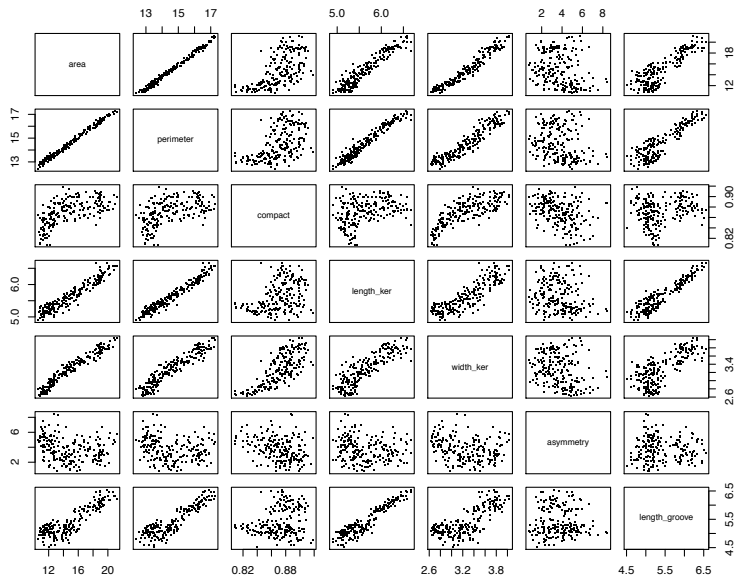 13 15 17
5.0 6.0
2 4 6 8
area
12 18
13 15 17
perimeter
compact
0.82 0.90
5.0 6.0
length_ker
width_ker
2.6 3.4
2 6
asymmetry
length_groove
4.5 5.5 6.5
12 16 20
0.82 0.88
2.6 3.2 3.8
4.5 5.5 6.5